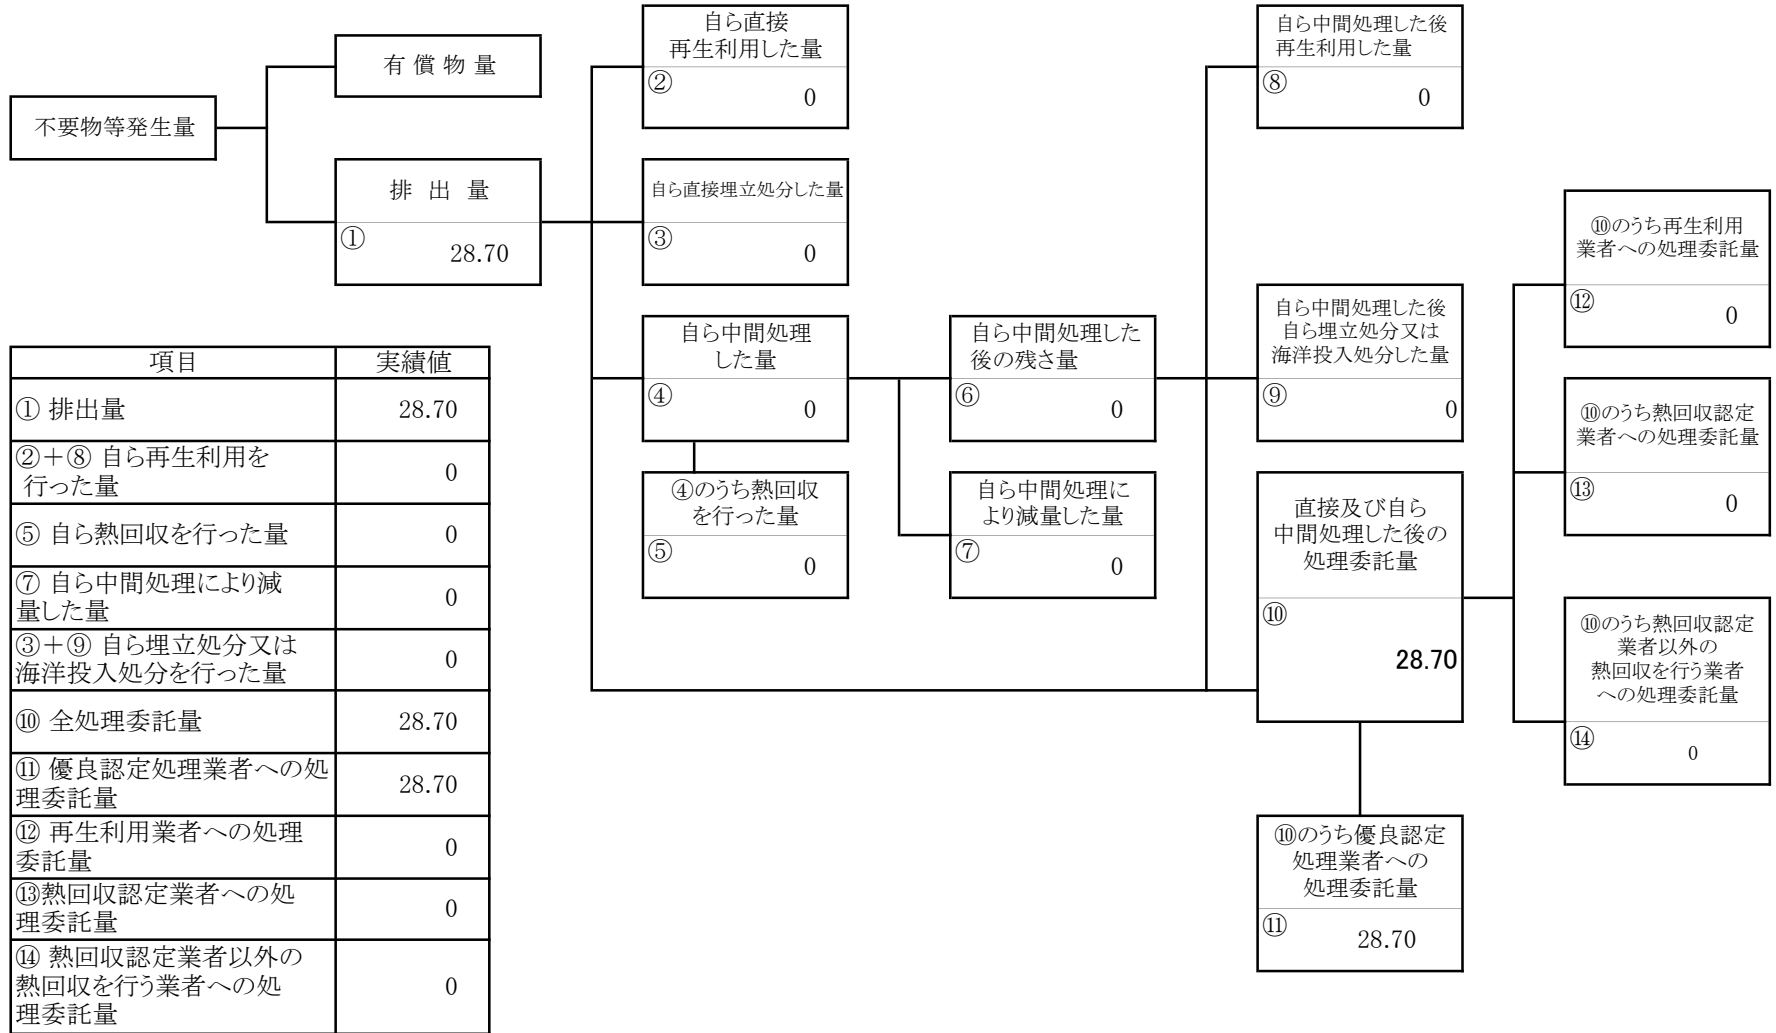 不要物等発生量
有 償 物 量
排 出 量
①
28.70
自ら直接
再生利用した量
②
0
自ら直接埋立処分した量
③
0
自ら中間処理
した量
④
0
④のうち熱回収
を行った量
⑤
0
自ら中間処理した
後の残さ量
⑥
0
自ら中間処理に
より減量した量
⑦
0
自ら中間処理した後
再生利用した量
⑧
0
自ら中間処理した後
自ら埋立処分又は
海洋投入処分した量
⑨
0
直接及び自ら
中間処理した後の
処理委託量
⑩
28.70
⑩のうち優良認定
処理業者への
処理委託量
⑪
28.70
⑩のうち再生利用
業者への処理委託量
⑫
0
⑩のうち熱回収認定
業者への処理委託量
⑬
0
⑩のうち熱回収認定
業者以外の
熱回収を行う業者
への処理委託量
⑭
0
項目 実績値
① 排出量 28.70
②＋⑧ 自ら再生利用を
行った量 0
⑤ 自ら熱回収を行った量 0
⑦ 自ら中間処理により減
量した量 0
③＋⑨ 自ら埋立処分又は
海洋投入処分を行った量 0
⑩ 全処理委託量 28.70
⑪ 優良認定処理業者への処
理委託量 28.70
⑫ 再生利用業者への処理
委託量 0
⑬熱回収認定業者への処
理委託量 0
⑭ 熱回収認定業者以外の
熱回収を行う業者への処
理委託量 0